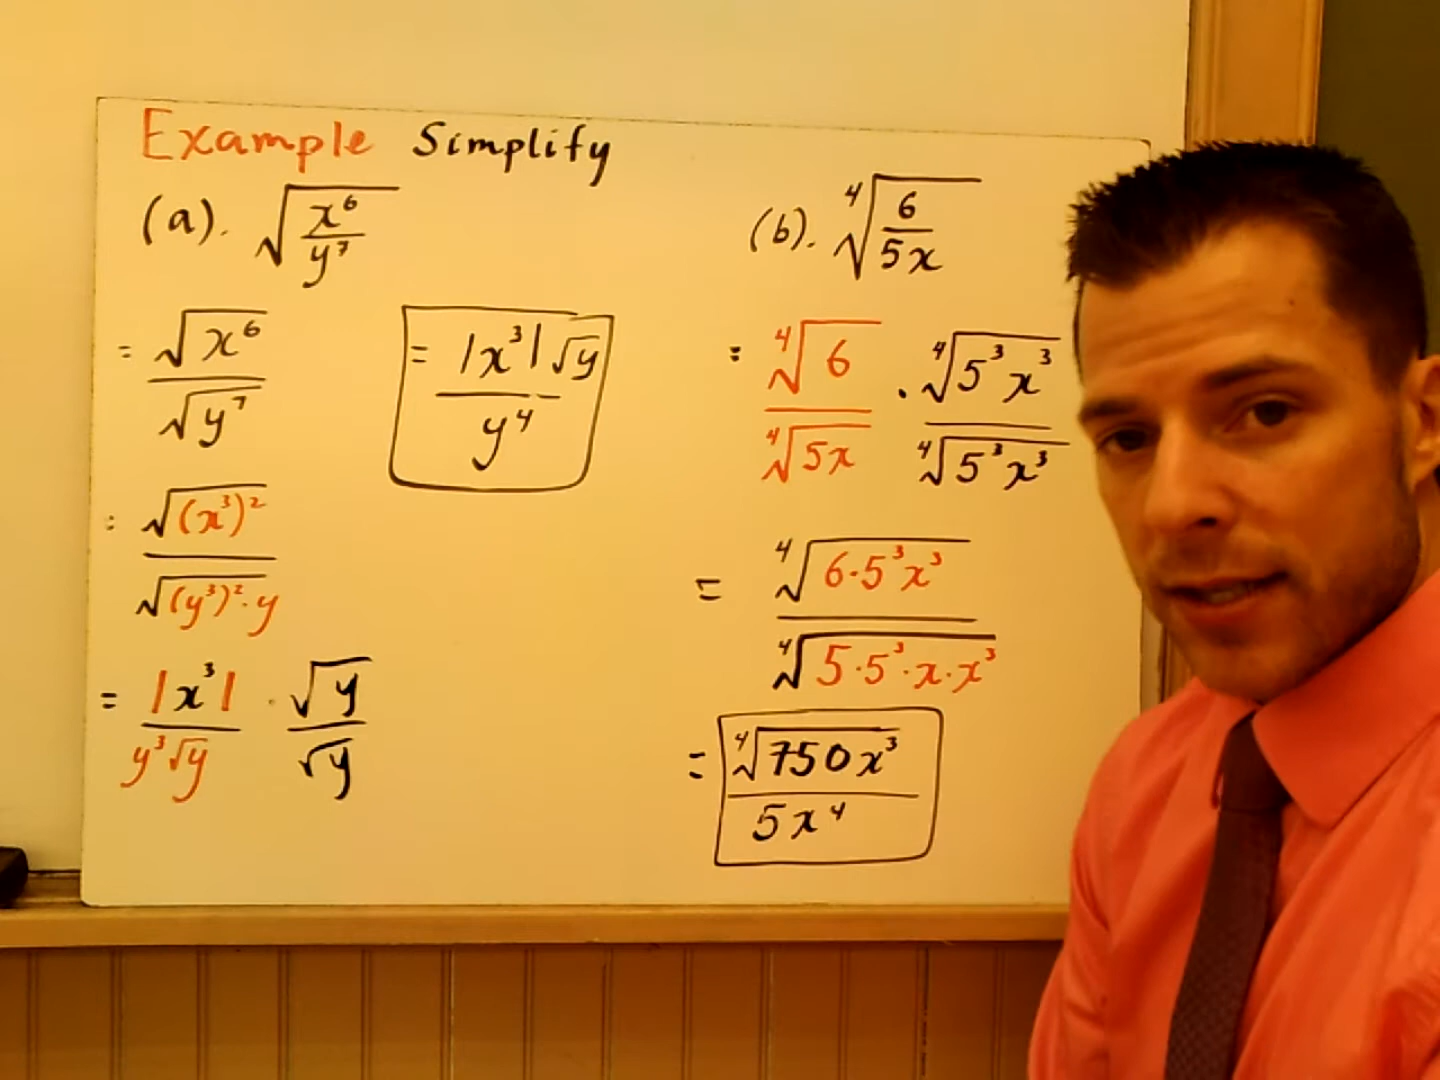 Example Simplify
(a). √(x⁶/y⁷)
= √x⁶/√y⁷
= √(x³)²/√(y³)²·y
= |x³|/y³√y · √y/√y
= |x³|√y/y⁴
(b). ⁴√(6/5x)
= ⁴√6/⁴√5x · ⁴√5³x³/⁴√5³x³
= ⁴√6·5³x³/⁴√5·5³·x·x³
= ⁴√750x³/5x⁴